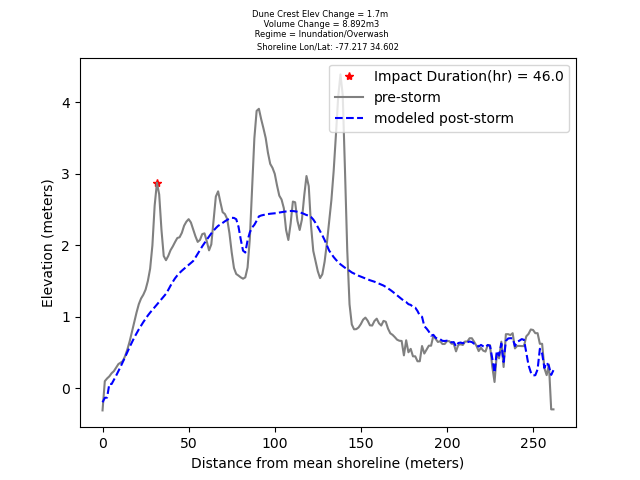 Dune Crest Elev Change = 1.7m
Volume Change = 8.892m3
Regime = Inundation/Overwash
Shoreline Lon/Lat: -77.217 34.602
Impact Duration(hr) = 46.0
pre-storm
modeled post-storm
Elevation (meters)
4
3
2
1
0
0 50 100 150 200 250
Distance from mean shoreline (meters)